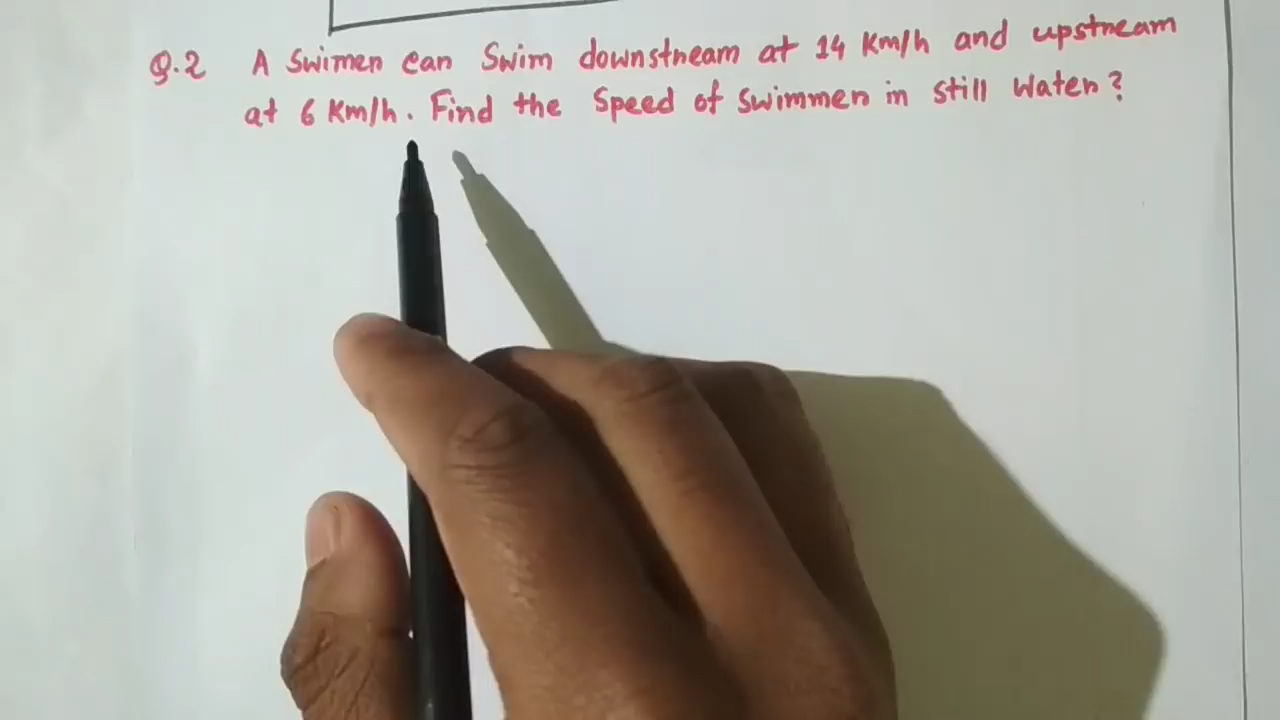 Q.2 A Swimer can Swim downstream at 14 Km/h and upstream
at 6 Km/h. Find the Speed of Swimmer in still Water?